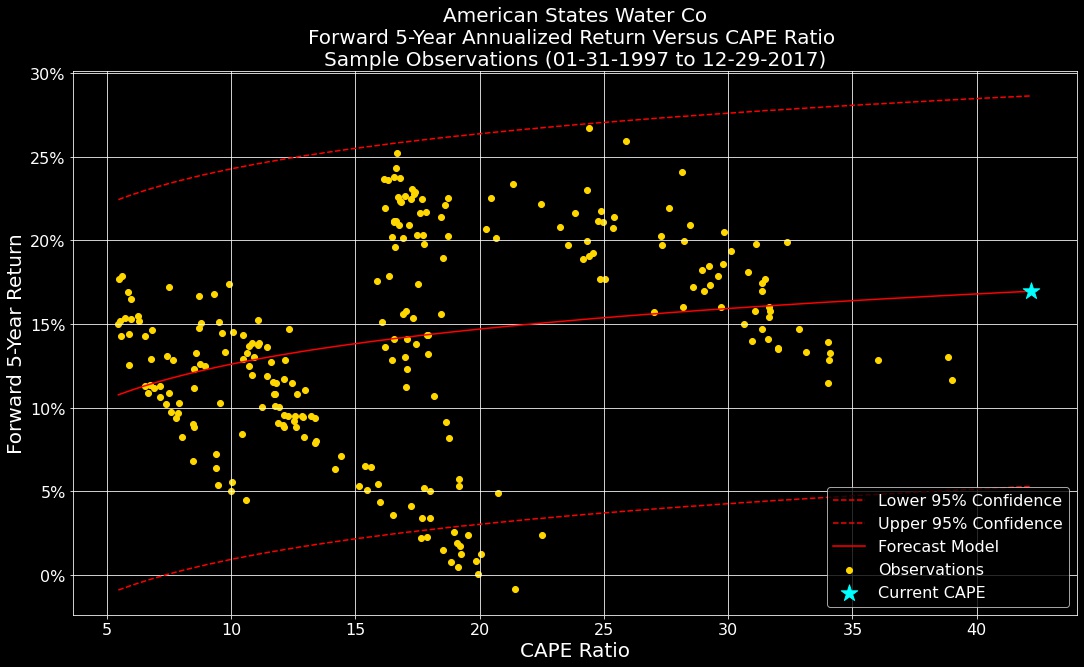 American States Water Co
Forward 5-Year Annualized Return Versus CAPE Ratio
Sample Observations (01-31-1997 to 12-29-2017)
Forward 5-Year Return
30%
25%
20%
15%
10%
5%
0%
Lower 95% Confidence
Upper 95% Confidence
Forecast Model
Observations
Current CAPE
5 10 15 20 25 30 35 40
CAPE Ratio